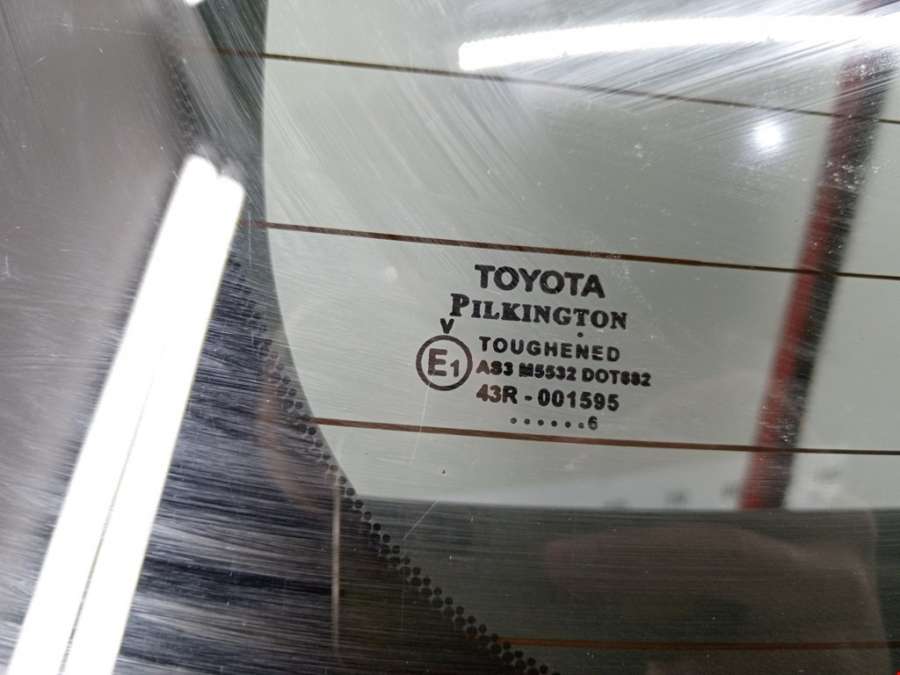 TOYOTA
PILKINGTON
V
E1
TOUGHENED
AS3 M5532 DOT682
43R - 001595
......6